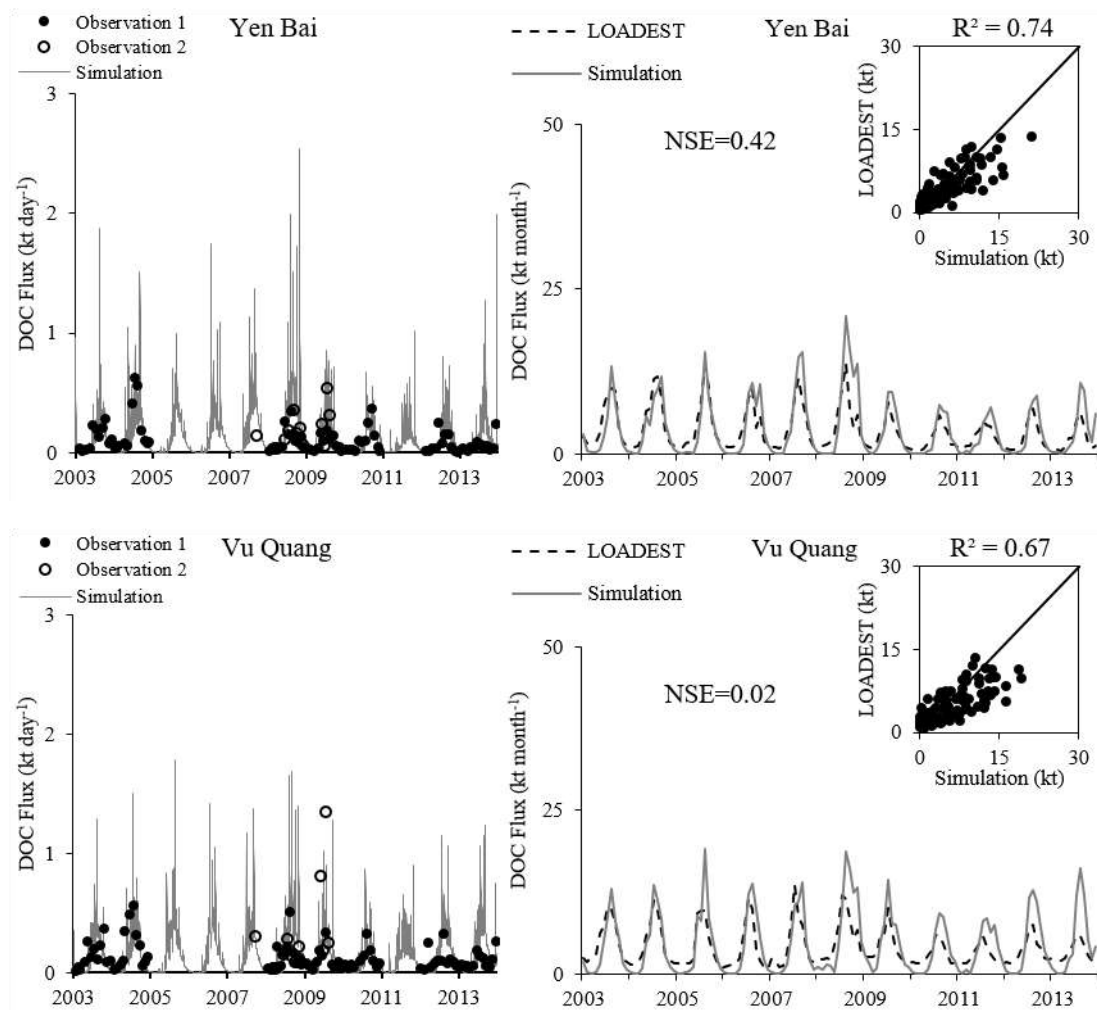 Observation 1
Observation 2
Simulation
Yen Bai
DOC Flux (kt day-1)
3
2
1
0
2003 2005 2007 2009 2011 2013
LOADEST
Simulation
Yen Bai
R² = 0.74
NSE=0.42
DOC Flux (kt month-1)
50
25
0
2003 2005 2007 2009 2011 2013
LOADEST (kt)
30
15
0
0 15 30
Simulation (kt)
Observation 1
Observation 2
Simulation
Vu Quang
DOC Flux (kt day-1)
3
2
1
0
2003 2005 2007 2009 2011 2013
LOADEST
Simulation
Vu Quang
R² = 0.67
NSE=0.02
DOC Flux (kt month-1)
50
25
0
2003 2005 2007 2009 2011 2013
LOADEST (kt)
30
15
0
0 15 30
Simulation (kt)